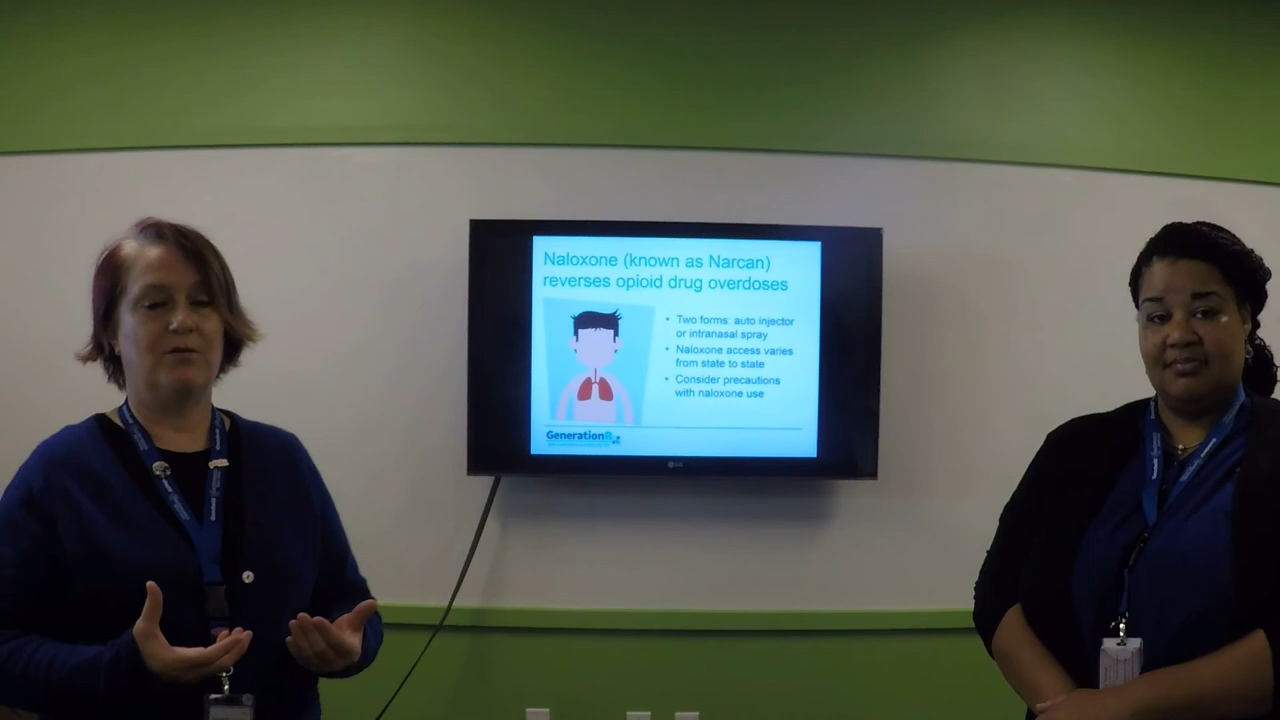 Naloxone (known as Narcan)
reverses opioid drug overdoses
• Two forms: auto injector
or intranasal spray
• Naloxone access varies
from state to state
• Consider precautions
with naloxone use
GenerationRx
LG